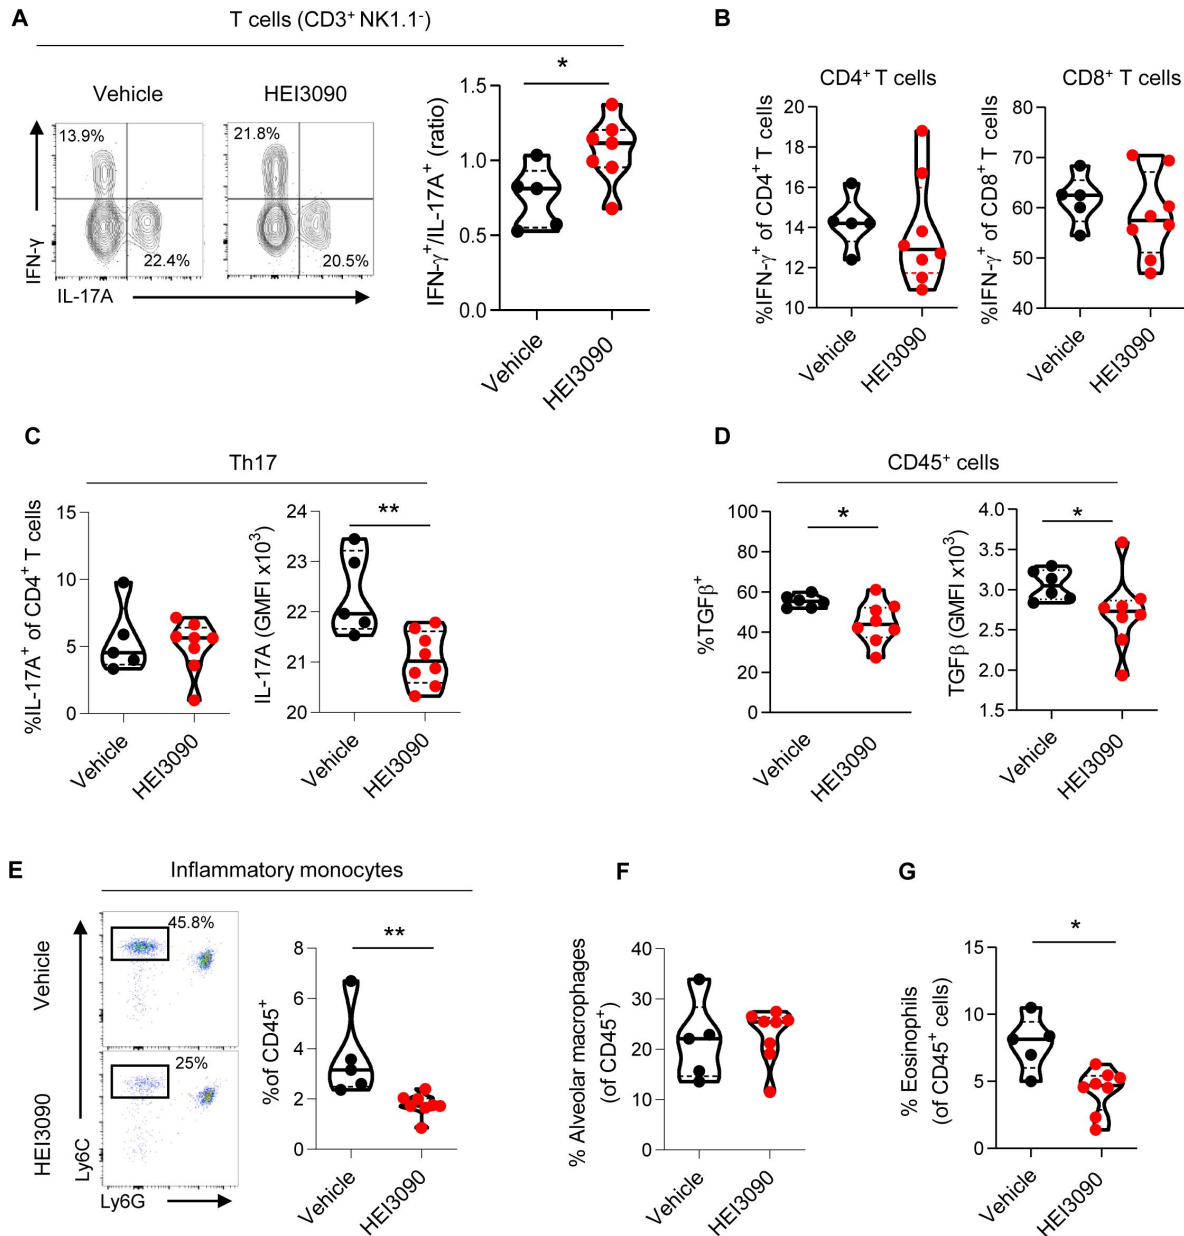 A
T cells (CD3⁺ NK1.1⁻)
Vehicle
HEI3090
13.9%
22.4%
21.8%
20.5%
IFN-γ
IL-17A
IFN-γ⁺/IL-17A⁺ (ratio)
1.5
1.0
0.5
0.0
*
Vehicle
HEI3090
B
CD4⁺ T cells
%IFN-γ⁺ of CD4⁺ T cells
20
18
16
14
12
10
Vehicle
HEI3090
CD8⁺ T cells
%IFN-γ⁺ of CD8⁺ T cells
80
70
60
50
40
Vehicle
HEI3090
C
Th17
%IL-17A⁺ of CD4⁺ T cells
15
10
5
0
Vehicle
HEI3090
IL-17A (GMFI x10³)
24
23
22
21
20
**
Vehicle
HEI3090
D
CD45⁺ cells
%TGFβ⁺
100
80
60
40
20
0
*
Vehicle
HEI3090
TGFβ (GMFI x10³)
4.0
3.5
3.0
2.5
2.0
1.5
*
Vehicle
HEI3090
E
Inflammatory monocytes
Vehicle
HEI3090
45.8%
25%
Ly6C
Ly6G
%of CD45⁺
8
6
4
2
0
**
Vehicle
HEI3090
F
% Alveolar macrophages
(of CD45⁺)
40
30
20
10
0
Vehicle
HEI3090
G
% Eosinophils
(of CD45⁺ cells)
15
10
5
0
*
Vehicle
HEI3090